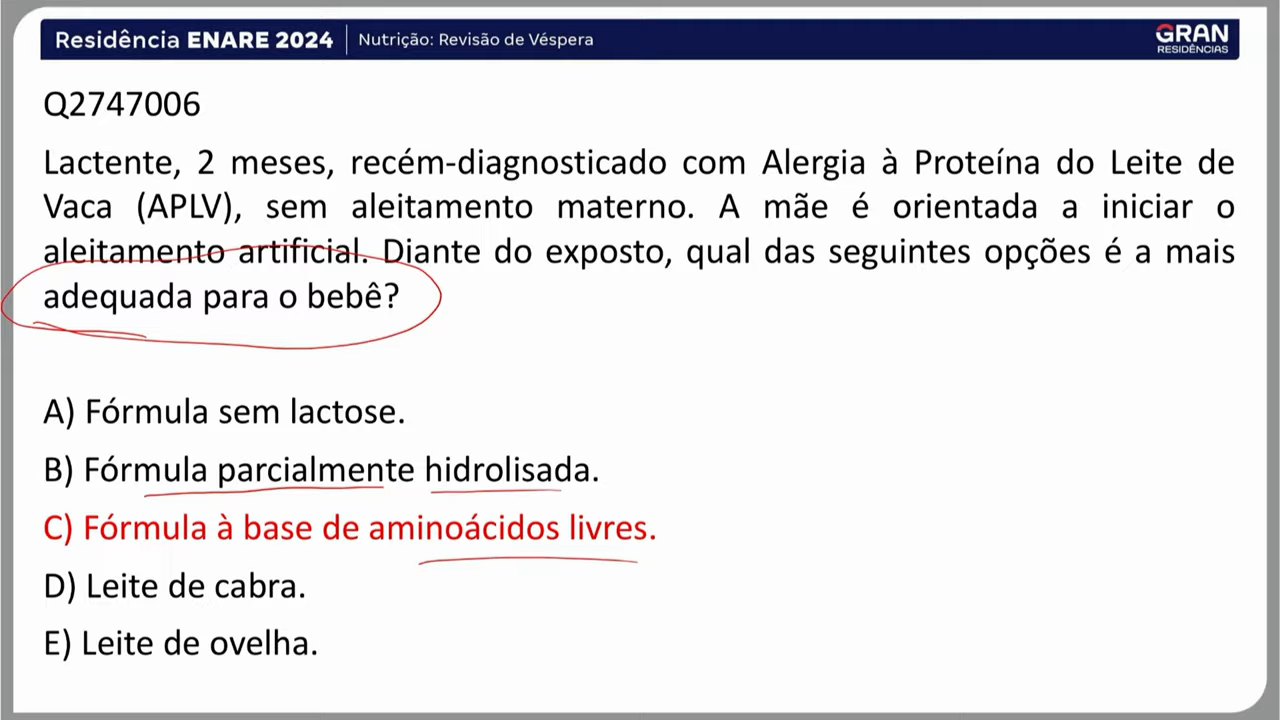 Residência ENARE 2024 | Nutrição: Revisão de Véspera
GRAN
RESIDÊNCIAS
Q2747006
Lactente, 2 meses, recém-diagnosticado com Alergia à Proteína do Leite de
Vaca (APLV), sem aleitamento materno. A mãe é orientada a iniciar o
aleitamento artificial. Diante do exposto, qual das seguintes opções é a mais
adequada para o bebê?
A) Fórmula sem lactose.
B) Fórmula parcialmente hidrolisada.
C) Fórmula à base de aminoácidos livres.
D) Leite de cabra.
E) Leite de ovelha.